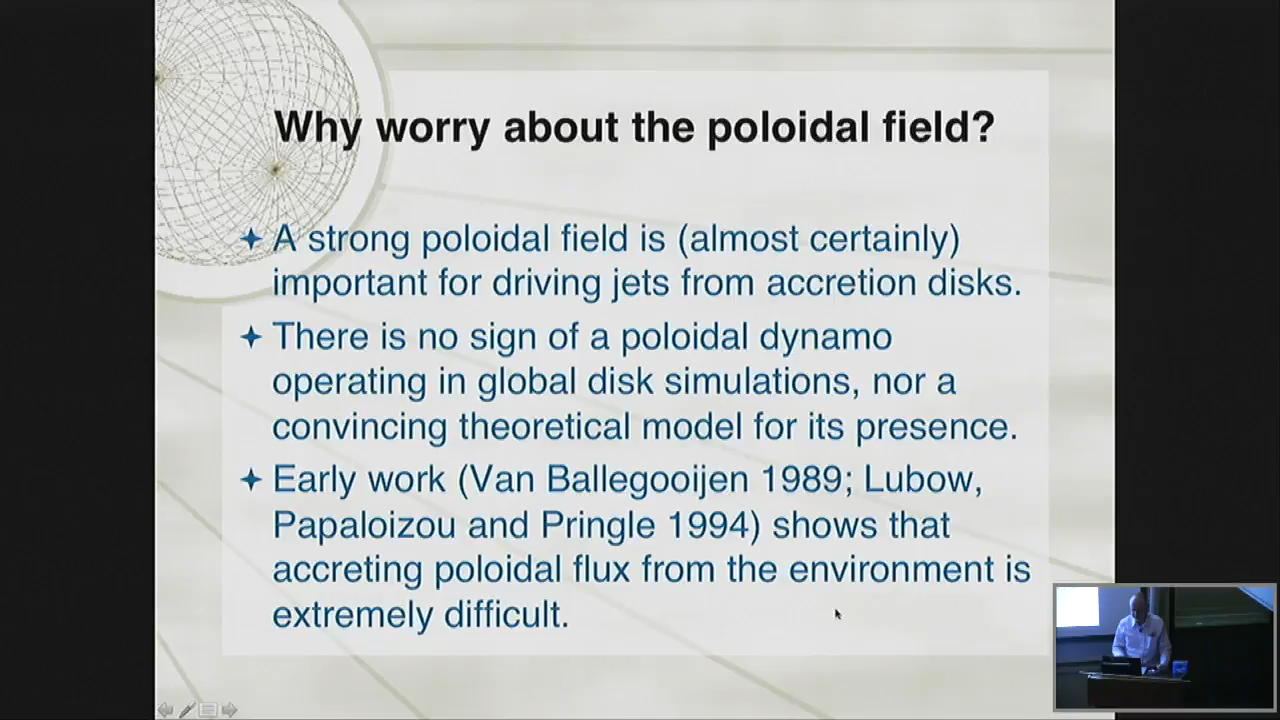 Why worry about the poloidal field?
A strong poloidal field is (almost certainly)
important for driving jets from accretion disks.
There is no sign of a poloidal dynamo
operating in global disk simulations, nor a
convincing theoretical model for its presence.
Early work (Van Ballegooijen 1989; Lubow,
Papaloizou and Pringle 1994) shows that
accreting poloidal flux from the environment is
extremely difficult.